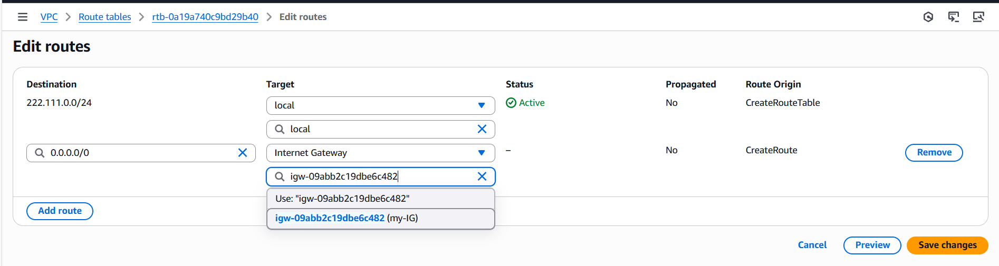 VPC > Route tables > rtb-0a19a740c9bd29b40 > Edit routes
Edit routes
Destination Target Status Propagated Route Origin
222.111.0.0/24 local Active No CreateRouteTable
local
0.0.0.0/0 Internet Gateway – No CreateRoute Remove
igw-09abb2c19dbe6c482
Use: "igw-09abb2c19dbe6c482"
Add route igw-09abb2c19dbe6c482 (my-IG)
Cancel Preview Save changes